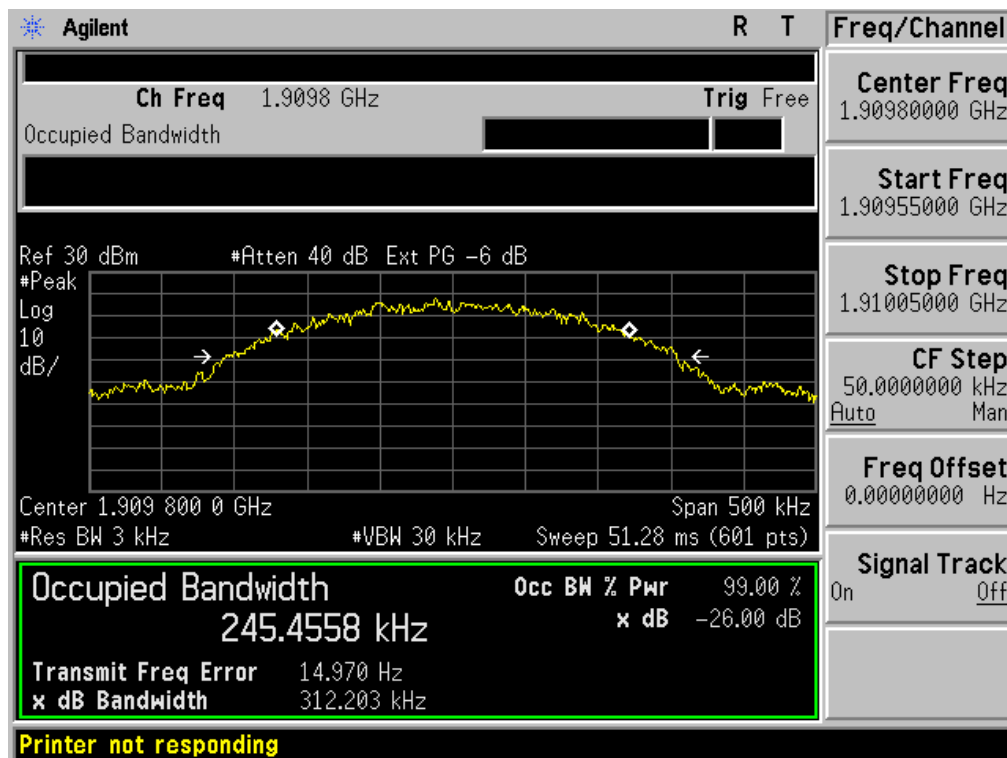 Agilent R T
Ch Freq 1.9098 GHz Trig Free
Occupied Bandwidth
Ref 30 dBm #Atten 40 dB Ext PG -6 dB
#Peak
Log
10
dB/
Center 1.909 800 0 GHz Span 500 kHz
#Res BW 3 kHz #VBW 30 kHz Sweep 51.28 ms (601 pts)
Occupied Bandwidth
245.4558 kHz
Occ BW % Pwr 99.00 %
x dB -26.00 dB
Transmit Freq Error 14.970 Hz
x dB Bandwidth 312.203 kHz
Printer not responding
Freq/Channel
Center Freq
1.90980000 GHz
Start Freq
1.90955000 GHz
Stop Freq
1.91005000 GHz
CF Step
50.0000000 kHz
Auto Man
Freq Offset
0.00000000 Hz
Signal Track
On Off